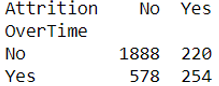 Attrition No Yes
OverTime
No 1888 220
Yes 578 254